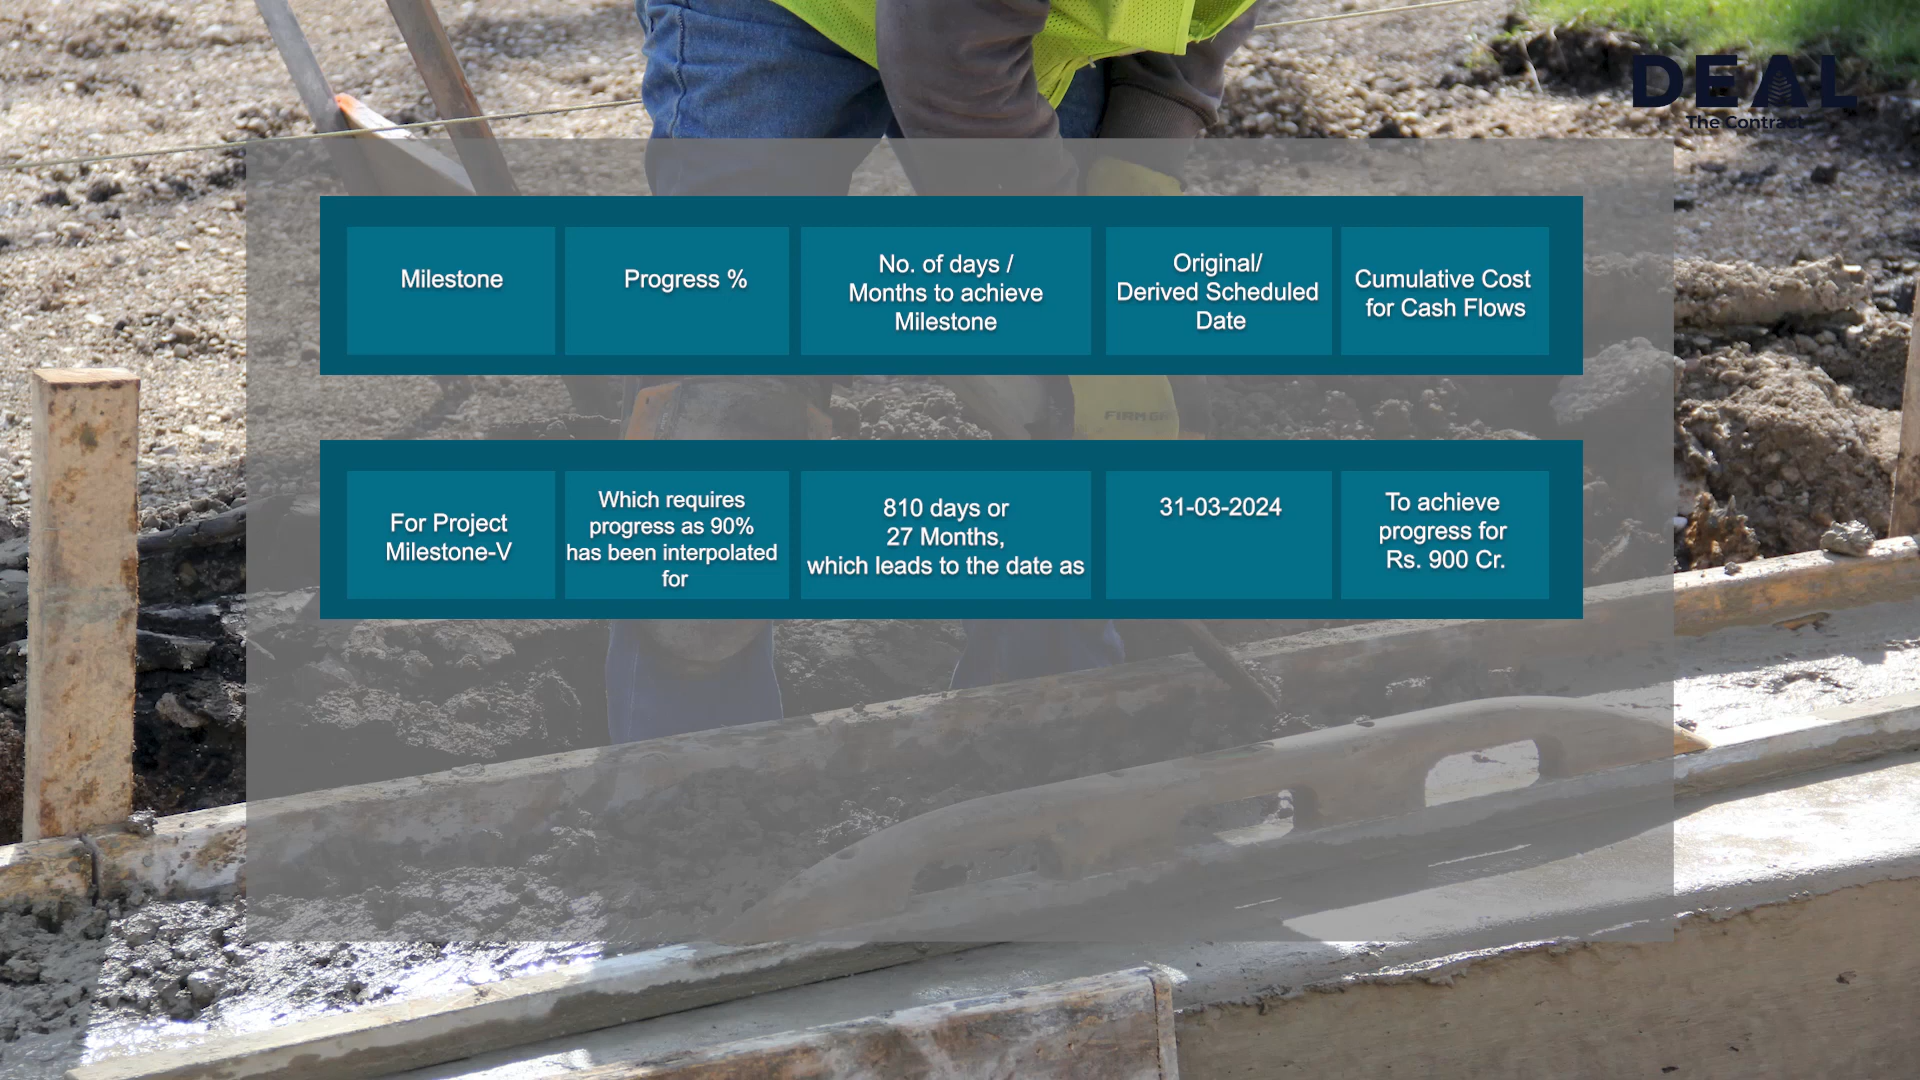 DEAL
The Contract
Milestone
Progress %
No. of days /
Months to achieve
Milestone
Original/
Derived Scheduled
Date
Cumulative Cost
for Cash Flows
For Project
Milestone-V
Which requires
progress as 90%
has been interpolated
for
810 days or
27 Months,
which leads to the date as
31-03-2024
To achieve
progress for
Rs. 900 Cr.